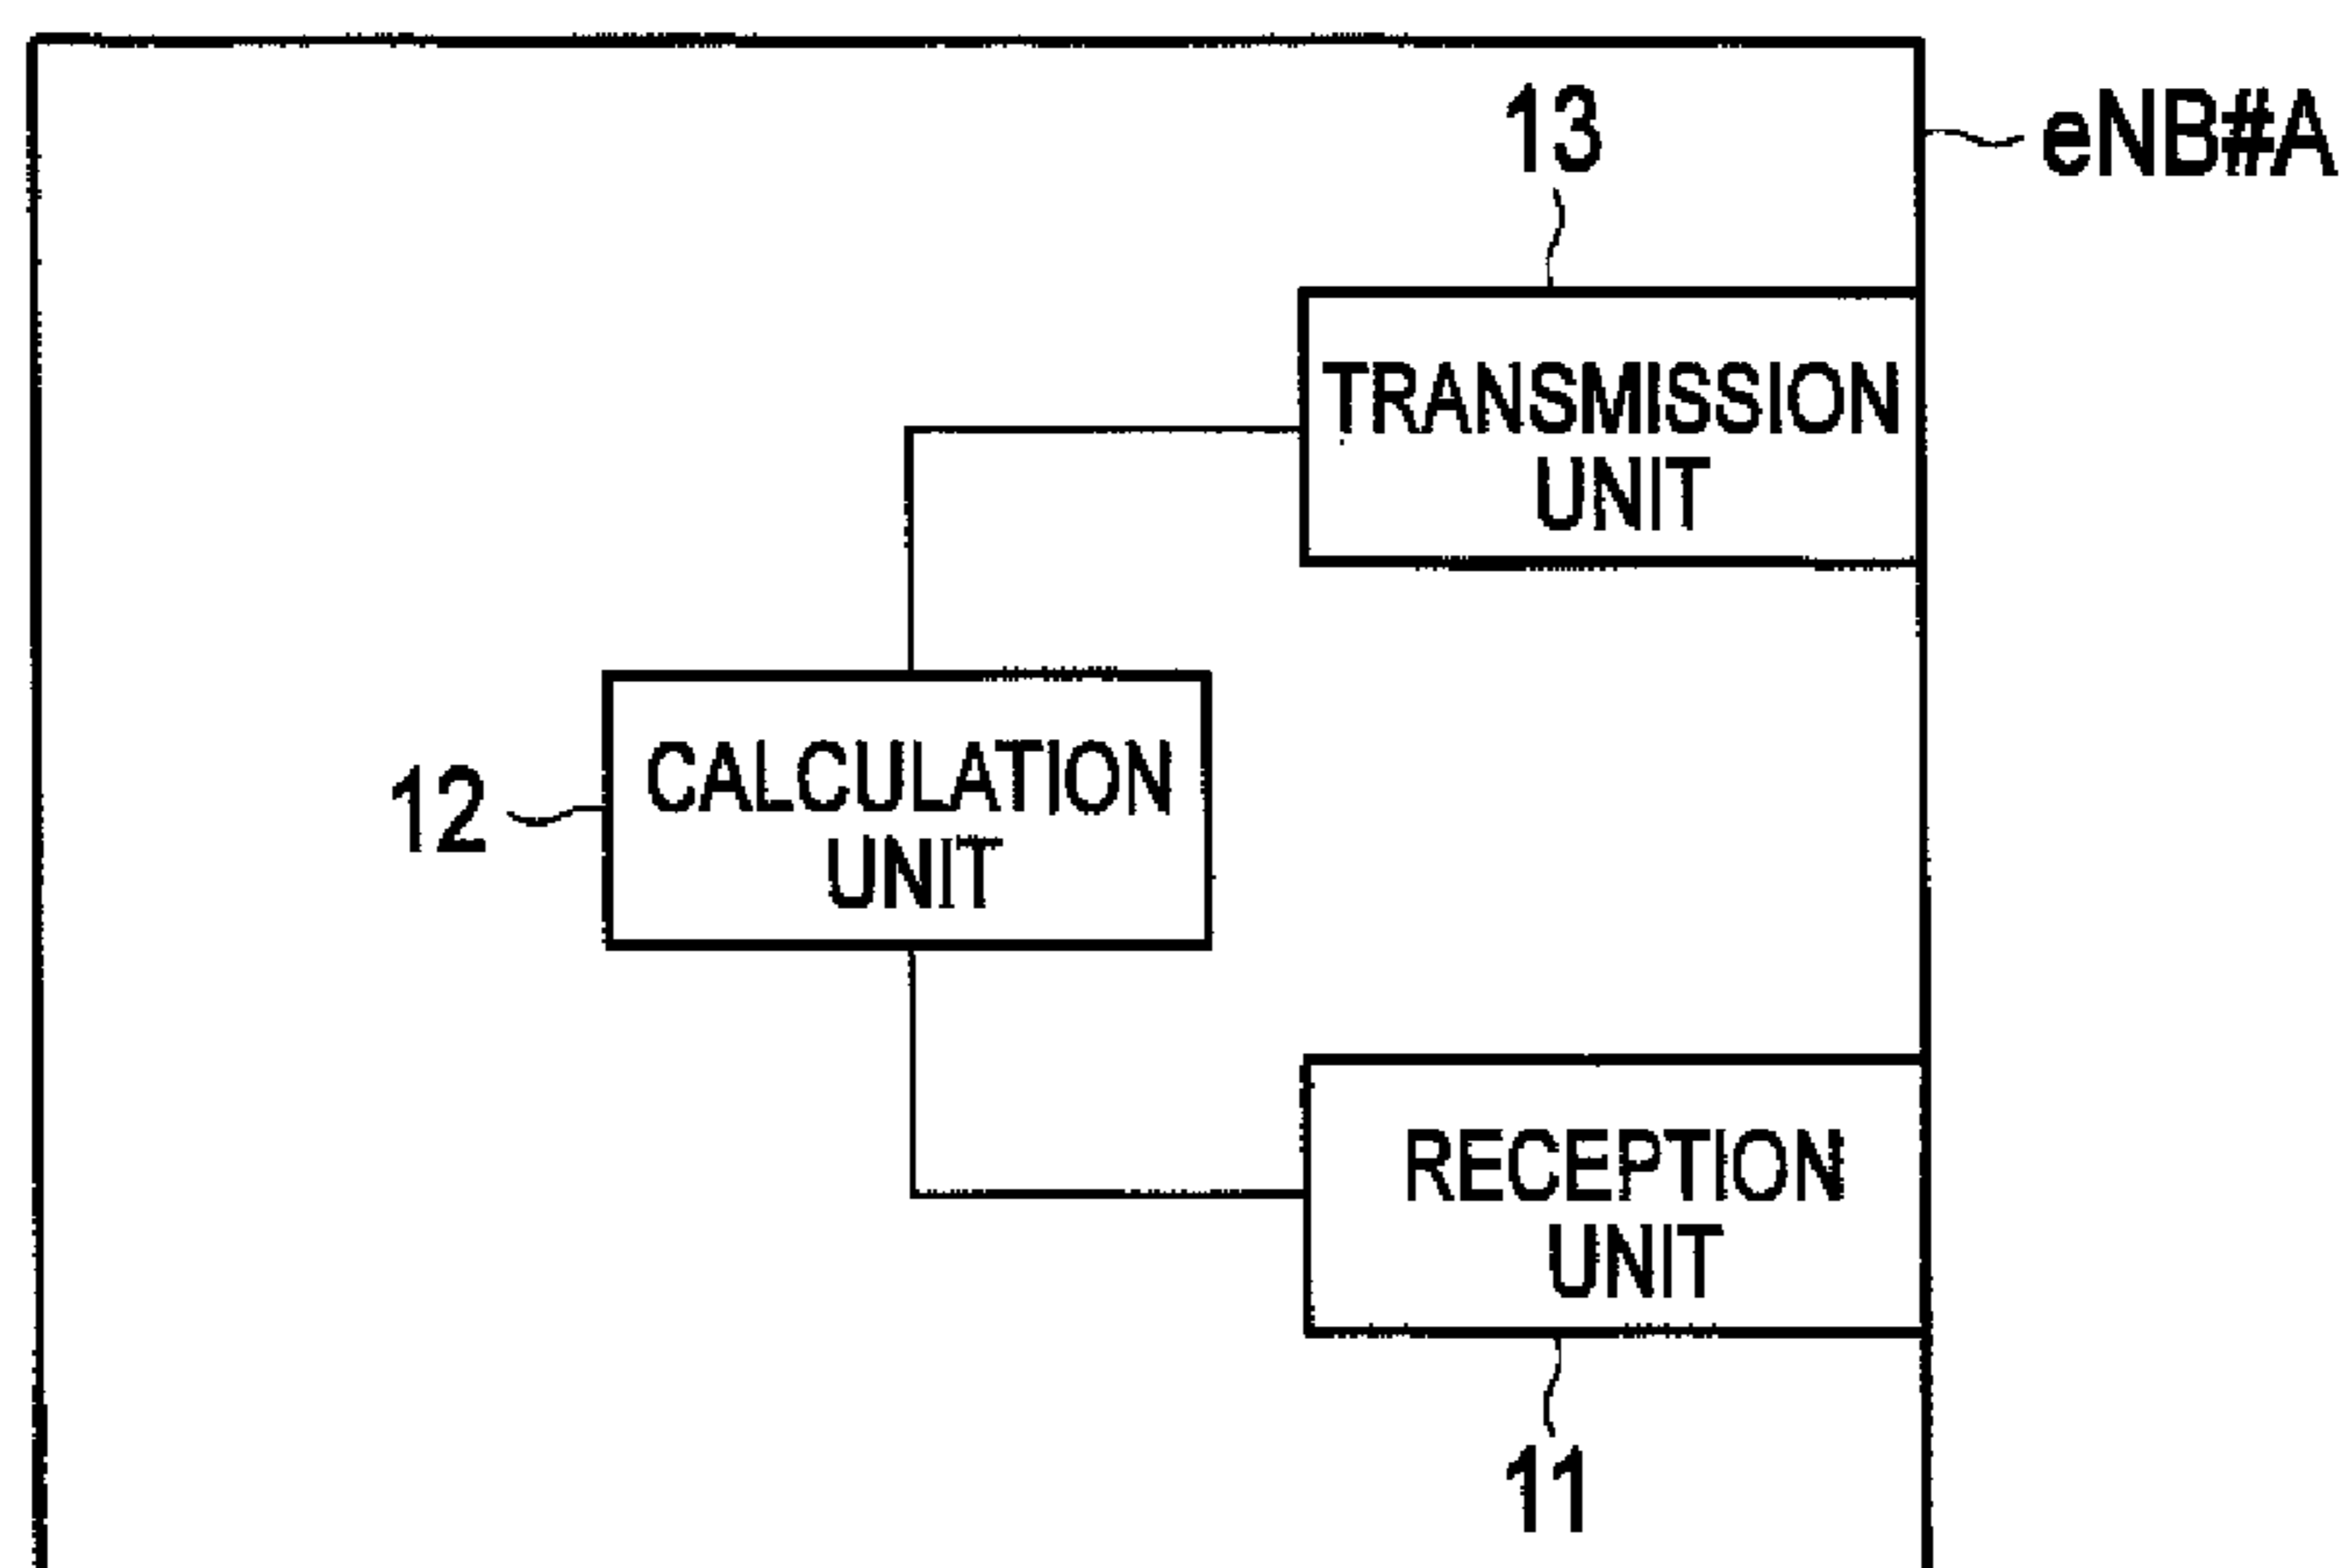 13
eNB#A
TRANSMISSION
UNIT
12
CALCULATION
UNIT
RECEPTION
UNIT
11